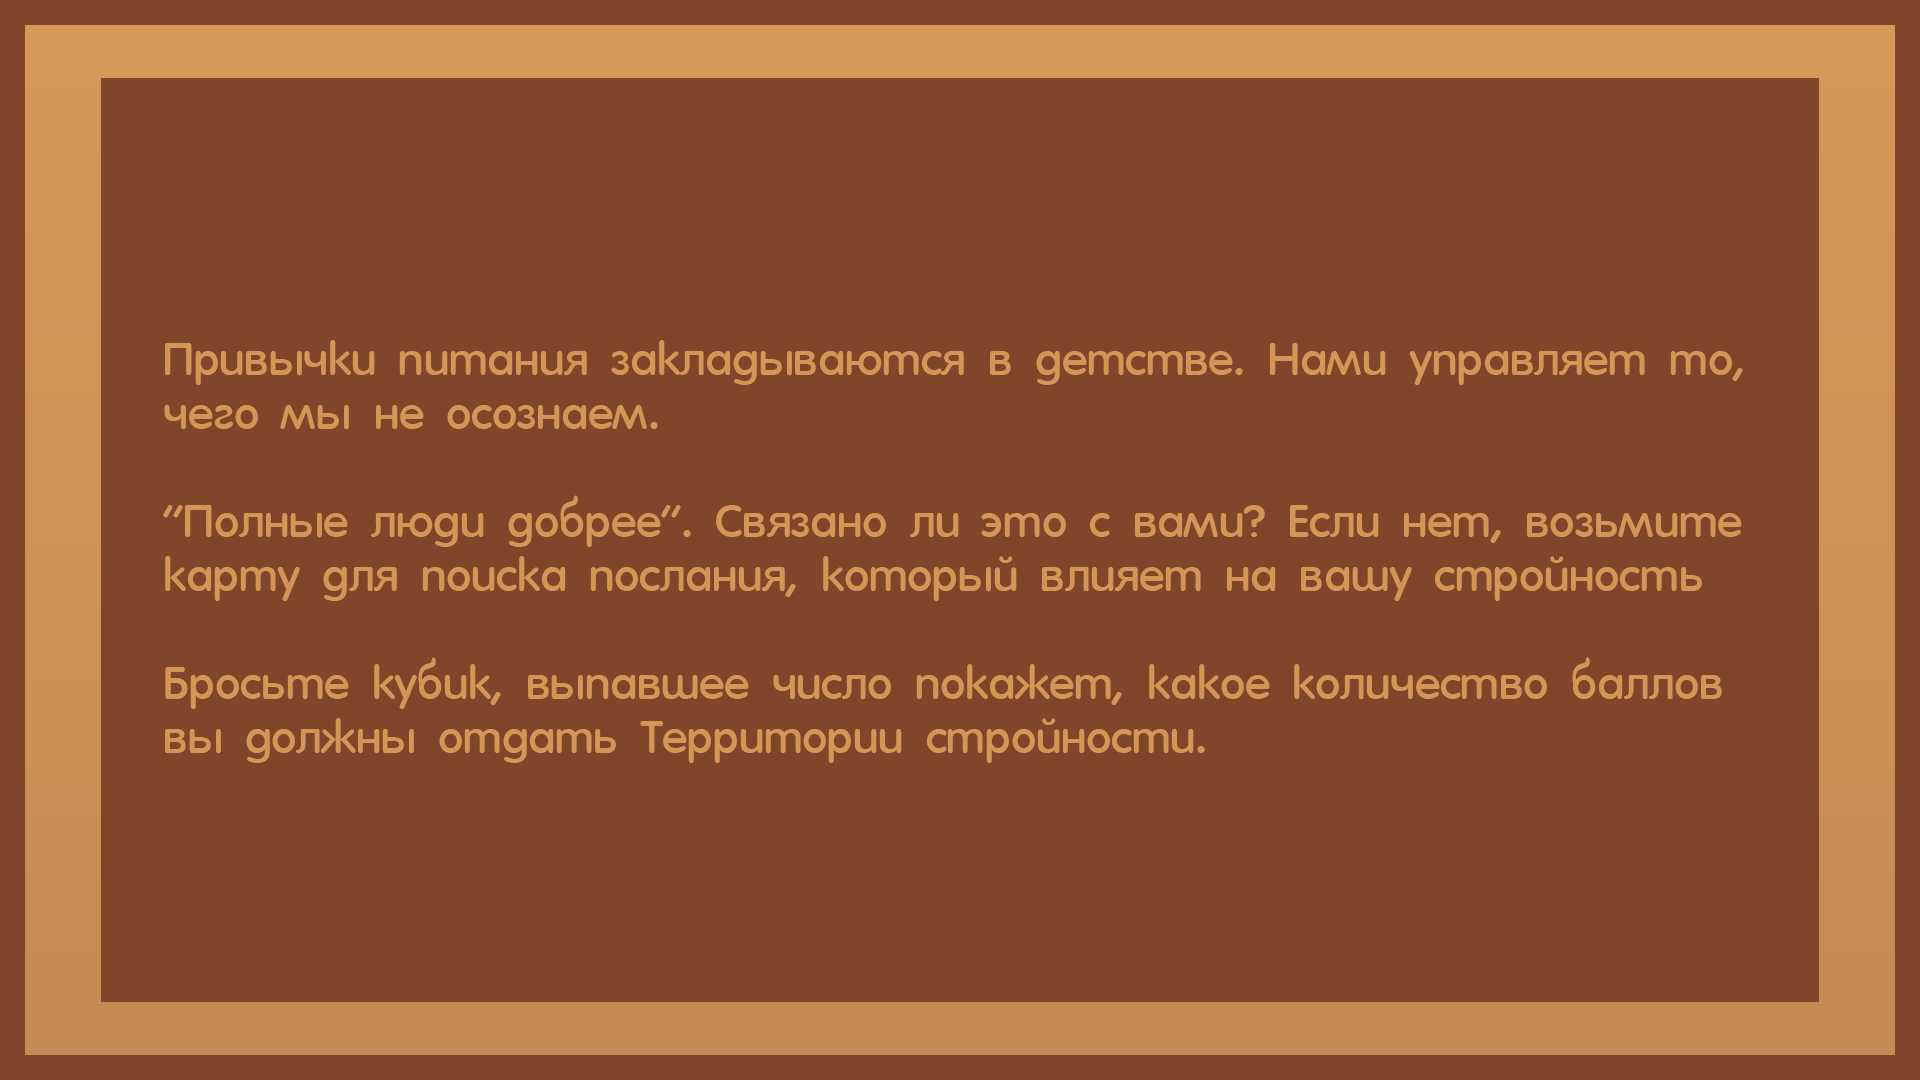 Привычки питания закладываются в детстве. Нами управляет то,
чего мы не осознаем.
"Полные люди добрее". Связано ли это с вами? Если нет, возьмите
карту для поиска послания, который влияет на вашу стройность
Бросьте кубик, выпавшее число покажет, какое количество баллов
вы должны отдать Территории стройности.